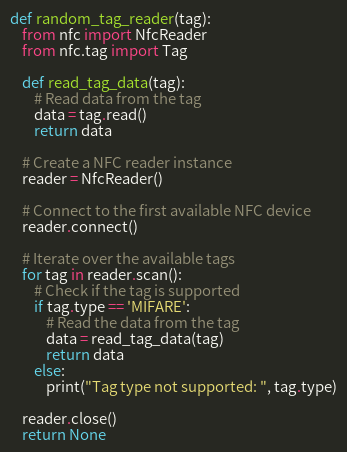 def random_tag_reader(tag):
from nfc import NfcReader
from nfc.tag import Tag
def read_tag_data(tag):
# Read data from the tag
data = tag.read()
return data
# Create a NFC reader instance
reader = NfcReader()
# Connect to the first available NFC device
reader.connect()
# Iterate over the available tags
for tag in reader.scan():
# Check if the tag is supported
if tag.type == 'MIFARE':
# Read the data from the tag
data = read_tag_data(tag)
return data
else:
print("Tag type not supported: ", tag.type)
reader.close()
return None